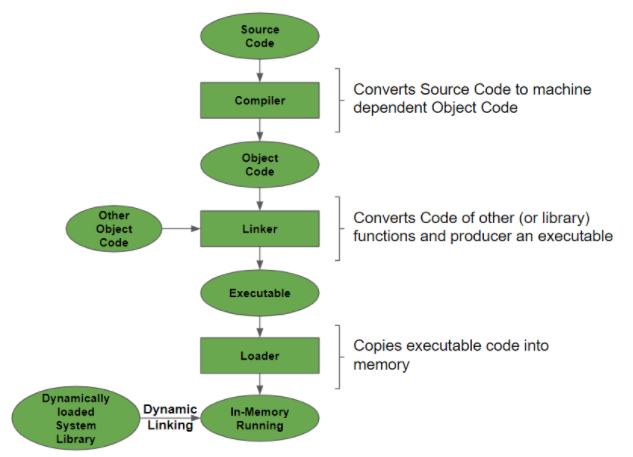 Source
Code
Compiler
Converts Source Code to machine
dependent Object Code
Object
Code
Other
Object
Code
Linker
Converts Code of other (or library)
functions and producer an executable
Executable
Loader
Copies executable code into
memory
Dynamically
loaded
System
Library
Dynamic
Linking
In-Memory
Running